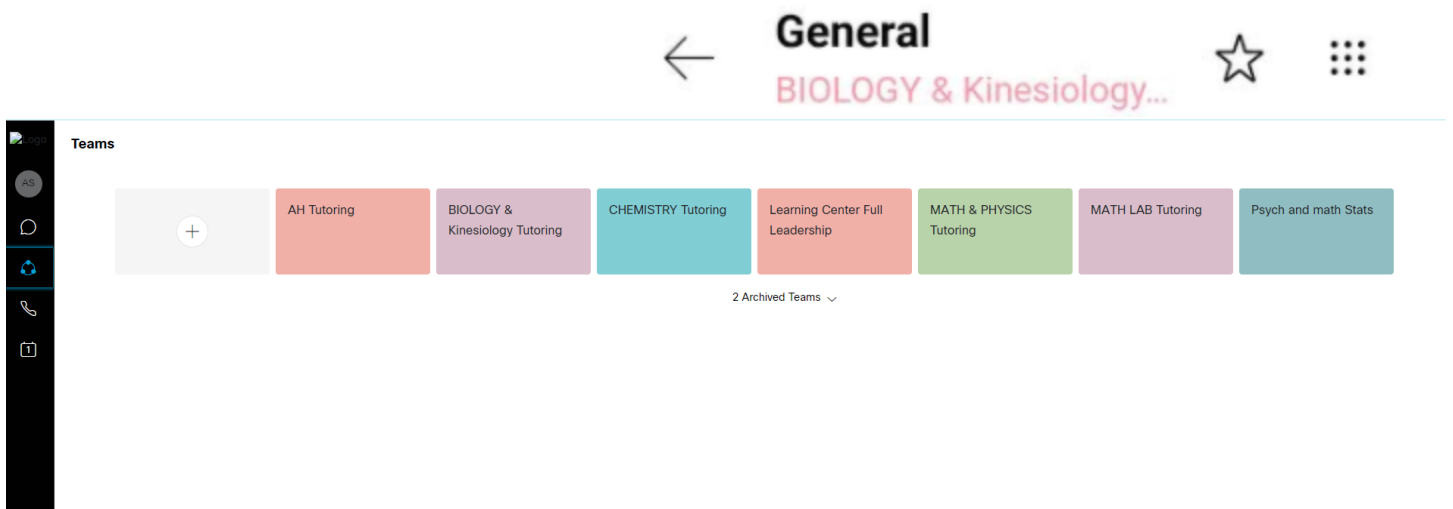 General
BIOLOGY & Kinesiology...
Logo
Teams
AS
AH Tutoring
BIOLOGY &
Kinesiology Tutoring
CHEMISTRY Tutoring
Learning Center Full
Leadership
MATH & PHYSICS
Tutoring
MATH LAB Tutoring
Psych and math Stats
2 Archived Teams
1